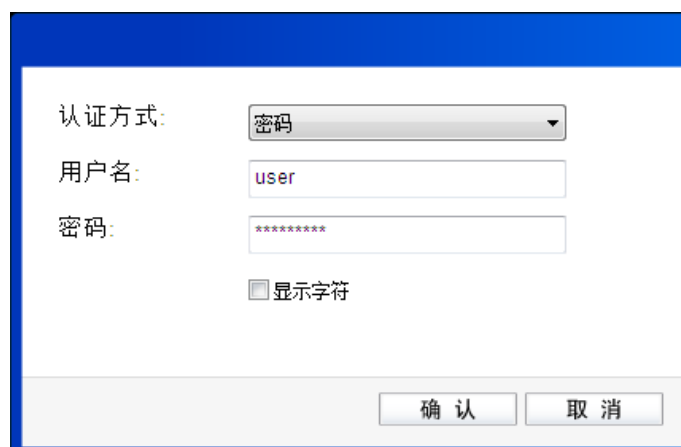 认证方式: 密码
用户名: user
密码: *********
显示字符
确 认 取 消